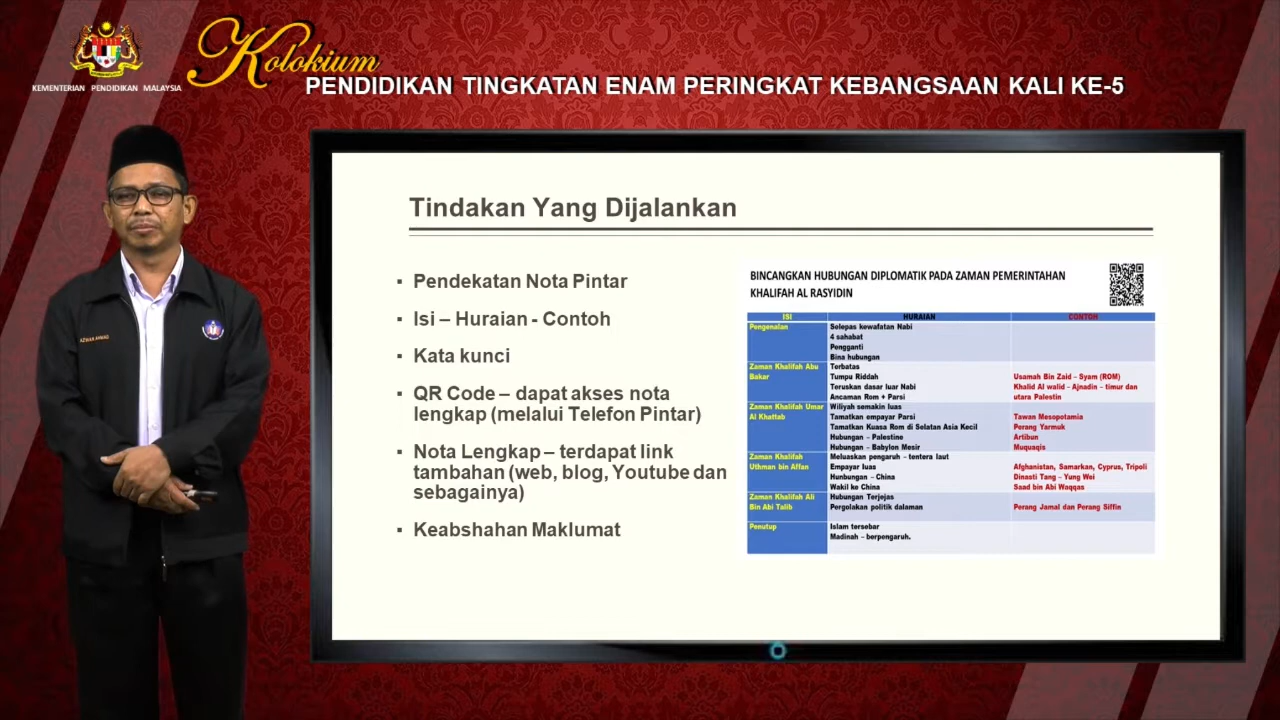 Kolokium
KEMENTERIAN PENDIDIKAN MALAYSIA
PENDIDIKAN TINGKATAN ENAM PERINGKAT KEBANGSAAN KALI KE-5
Tindakan Yang Dijalankan
▪ Pendekatan Nota Pintar
▪ Isi – Huraian - Contoh
▪ Kata kunci
▪ QR Code – dapat akses nota
lengkap (melalui Telefon Pintar)
▪ Nota Lengkap – terdapat link
tambahan (web, blog, Youtube dan
sebagainya)
▪ Keabshahan Maklumat
BINCANGKAN HUBUNGAN DIPLOMATIK PADA ZAMAN PEMERINTAHAN
KHALIFAH AL RASYIDIN
ISI HURAIAN CONTOH
Pengenalan Selepas kewafatan Nabi
4 sahabat
Pengganti
Bina hubungan
Zaman Khalifah Abu Terbatas
Bakar Tumpu Riddah Usamah Bin Zaid – Syam (ROM)
Teruskan dasar luar Nabi Khalid Al walid - Ajnadin – timur dan
Ancaman Rom + Parsi utara Palestin
Zaman Khalifah Umar Wiliyah semakin luas
Al Khattab Tamatkan empayar Parsi Tawan Mesopotamia
Tamatkan Kuasa Rom di Selatan Asia Kecil Perang Yarmuk
Hubungan – Palestino Artibun
Hubungan – Babylon Mesir Muquaqis
Zaman Khalifah Meluaskan pengaruh – tentera laut
Uthman bin Affan Empayar luas Afghanistan, Samarkan, Cyprus, Tripoli
Hunbungan – China Dinasti Tang – Yung Wei
Wakil ke China Saad bin Abi Waqqas
Zaman Khalifah Ali Hubungan Terjejas
Bin Abi Talib Pergolakan politik dalaman Perang Jamal dan Perang Siffin
Penutup Islam tersebar
Madinah – berpengaruh.